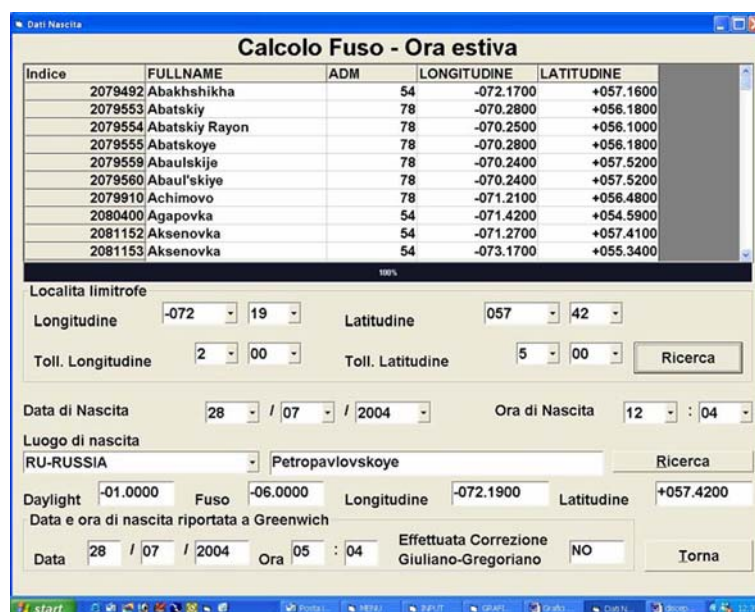 Dati Nascita
Calcolo Fuso - Ora estiva
Indice FULLNAME ADM LONGITUDINE LATITUDINE
2079492 Abakhshikha 54 -072.1700 +057.1600
2079553 Abatskiy 78 -070.2800 +056.1800
2079554 Abatskiy Rayon 78 -070.2500 +056.1000
2079555 Abatskoye 78 -070.2800 +056.1800
2079559 Abaulskije 78 -070.2400 +057.5200
2079560 Abaul'skiye 78 -070.2400 +057.5200
2079910 Achimovo 78 -071.2100 +056.4800
2080400 Agapovka 54 -071.4200 +054.5900
2081152 Aksenovka 54 -071.2700 +057.4100
2081153 Aksenovka 54 -073.1700 +055.3400
100%
Localita limitrofe
Longitudine -072 19 Latitudine 057 42
Toll. Longitudine 2 00 Toll. Latitudine 5 00 Ricerca
Data di Nascita 28 / 07 / 2004 Ora di Nascita 12 : 04
Luogo di nascita
RU-RUSSIA Petropavlovskoye Ricerca
Daylight -01.0000 Fuso -06.0000 Longitudine -072.1900 Latitudine +057.4200
Data e ora di nascita riportata a Greenwich
Data 28 / 07 / 2004 Ora 05 : 04 Effettuata Correzione Giuliano-Gregoriano NO Torna
start Posta i... MENU INPUT GRAFI... Grafo... Dati N... decep...